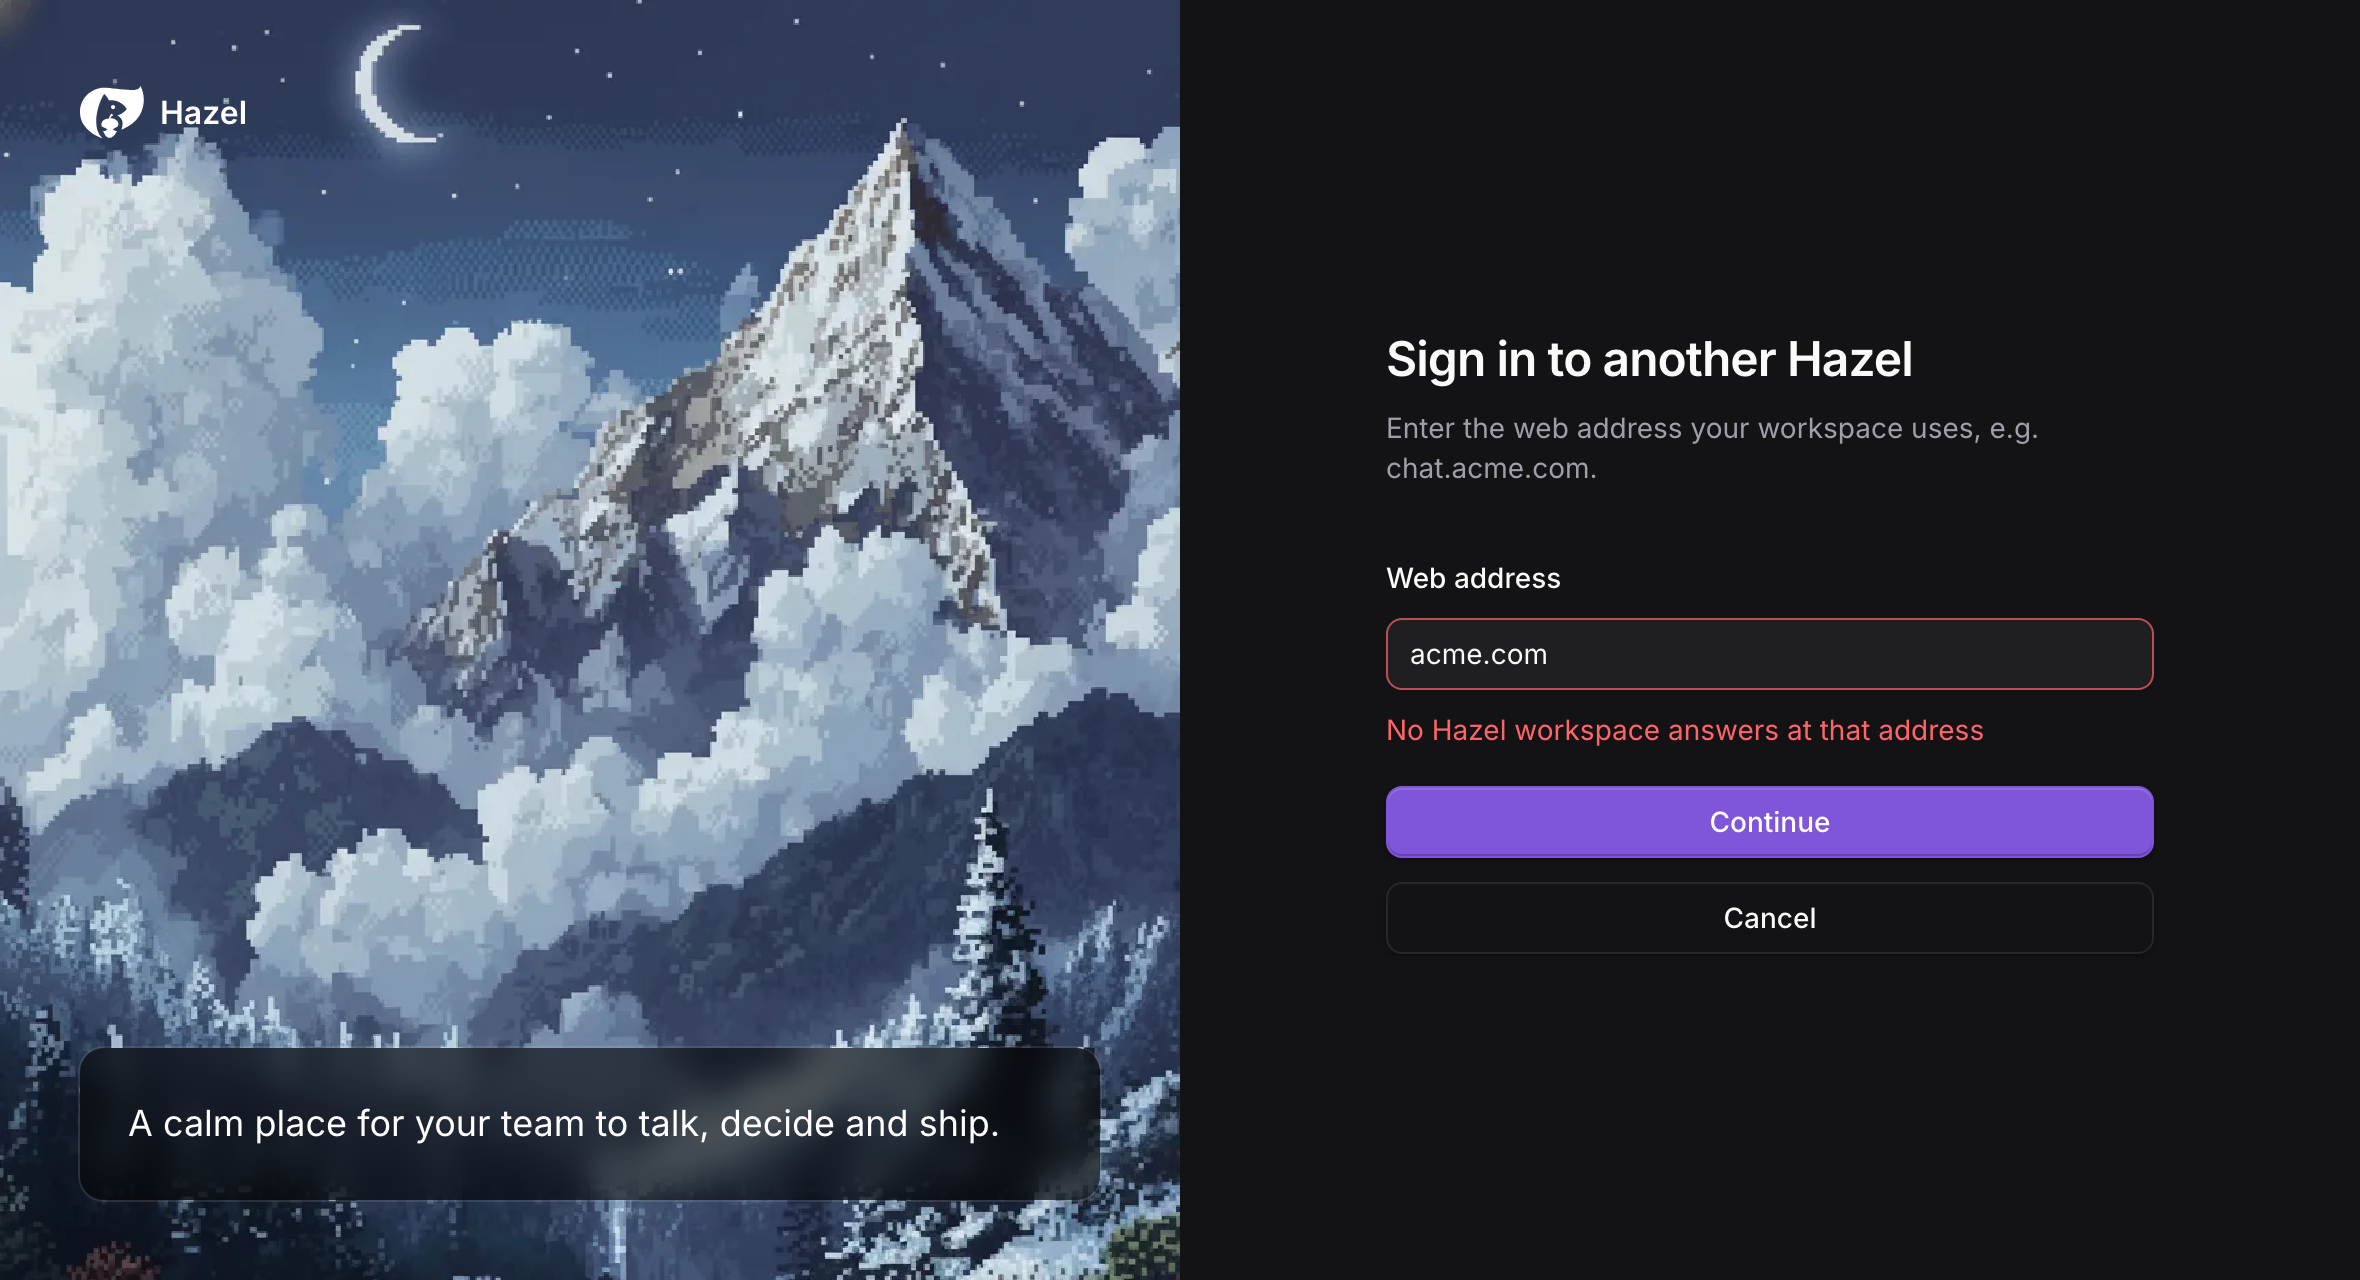 Hazel
A calm place for your team to talk, decide and ship.
Sign in to another Hazel
Enter the web address your workspace uses, e.g.
chat.acme.com.
Web address
acme.com
No Hazel workspace answers at that address
Continue
Cancel